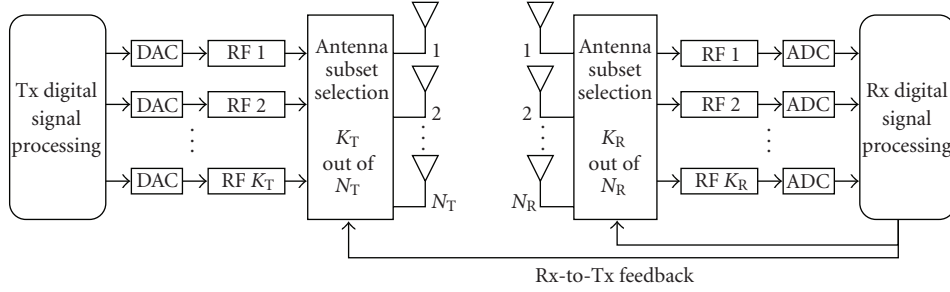 Tx digital
signal
processing
DAC
RF 1
DAC
RF 2
DAC
RF K_T
Antenna
subset
selection
K_T
out of
N_T
1
2
N_T
1
2
N_R
Antenna
subset
selection
K_R
out of
N_R
RF 1
ADC
RF 2
ADC
RF K_R
ADC
Rx digital
signal
processing
Rx-to-Tx feedback